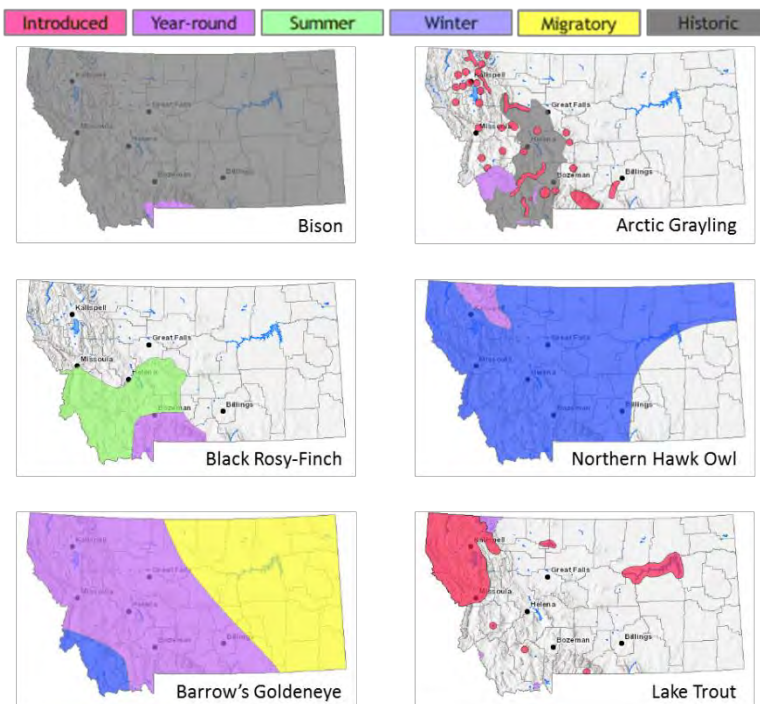 Introduced Year-round Summer Winter Migratory Historic
Kalispell
Great Falls
Missoula
Helena
Bozeman
Billings
Bison
Kalispell
Great Falls
Missoula
Helena
Bozeman
Billings
Arctic Grayling
Kalispell
Great Falls
Missoula
Helena
Bozeman
Billings
Black Rosy-Finch
Great Falls
Missoula
Helena
Bozeman
Billings
Northern Hawk Owl
Kalispell
Great Falls
Missoula
Helena
Bozeman
Billings
Barrow's Goldeneye
Kalispell
Great Falls
Missoula
Helena
Bozeman
Billings
Lake Trout